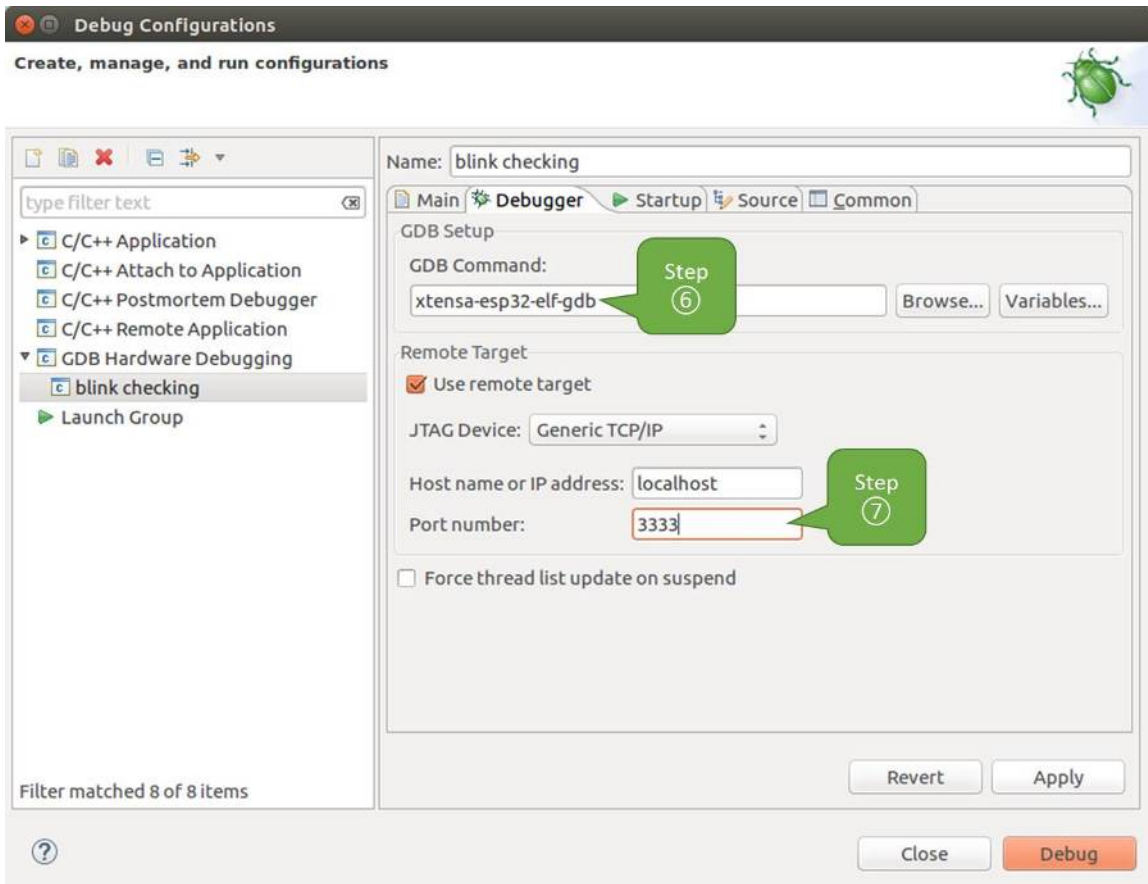 Debug Configurations
Create, manage, and run configurations
type filter text
C/C++ Application
C/C++ Attach to Application
C/C++ Postmortem Debugger
C/C++ Remote Application
GDB Hardware Debugging
blink checking
Launch Group
Filter matched 8 of 8 items
Name: blink checking
Main Debugger Startup Source Common
GDB Setup
GDB Command:
xtensa-esp32-elf-gdb Browse... Variables...
Step
⑥
Remote Target
Use remote target
JTAG Device: Generic TCP/IP
Host name or IP address: localhost
Port number: 3333
Step
⑦
Force thread list update on suspend
Revert Apply
? Close Debug